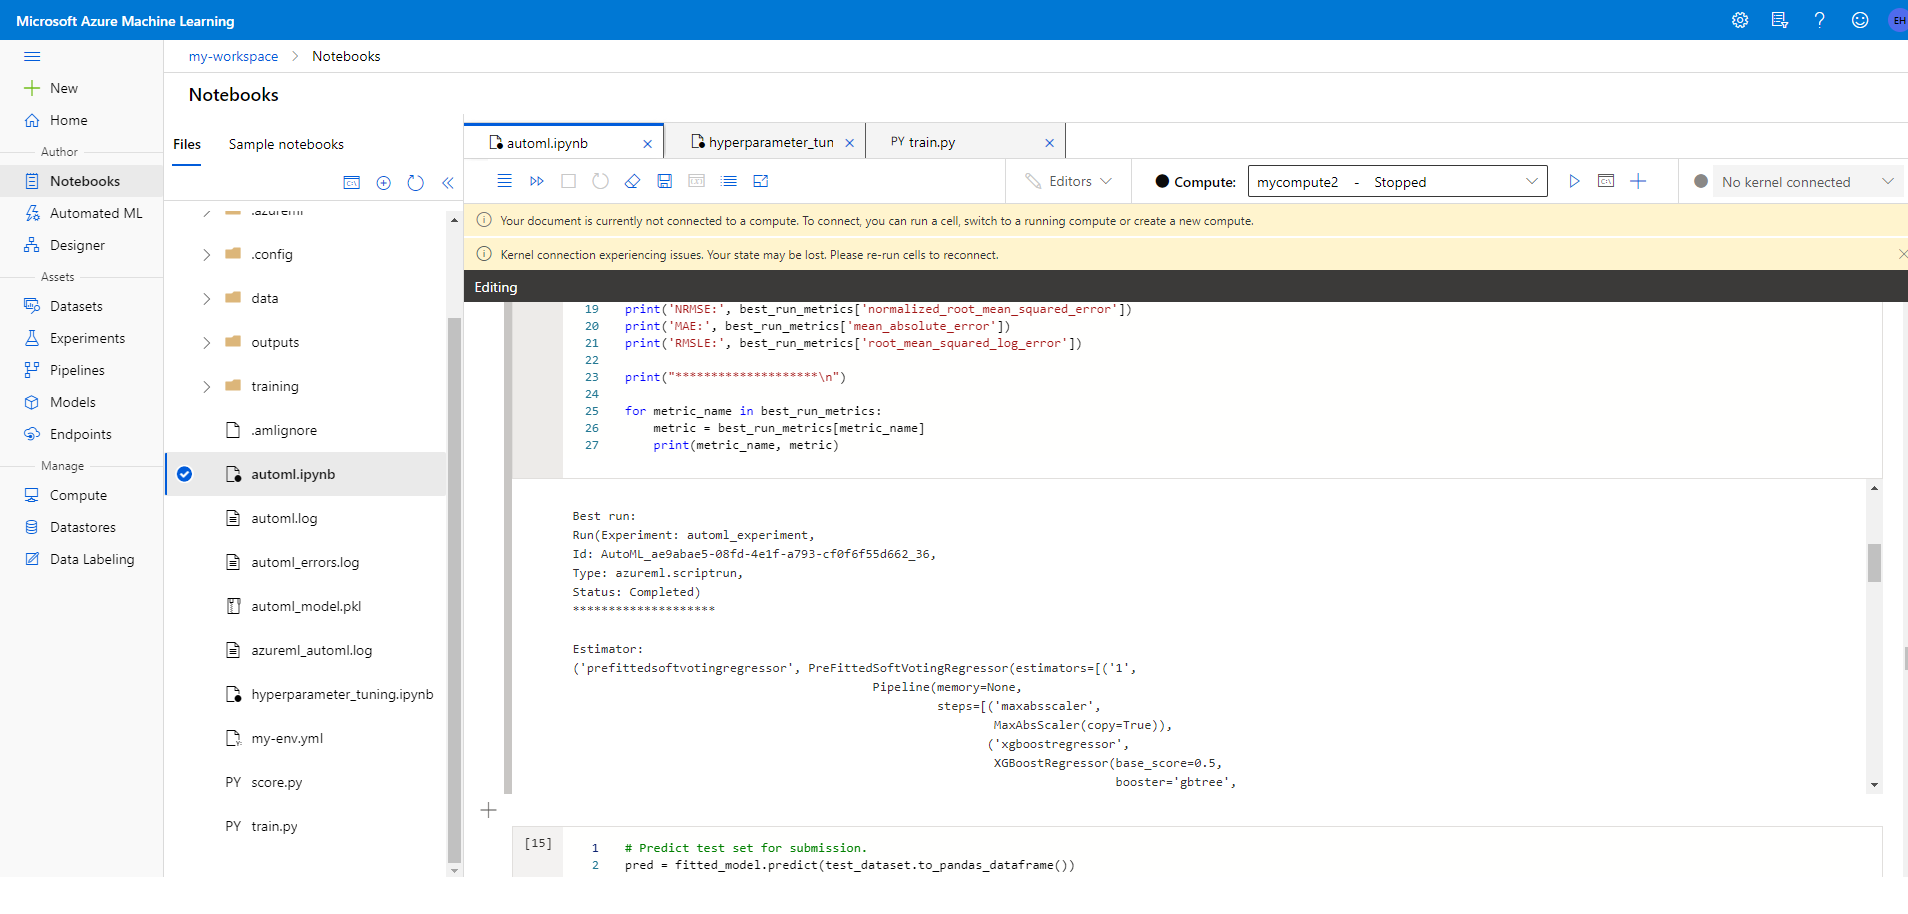 Microsoft Azure Machine Learning
EH
New
Home
Author
Notebooks
Automated ML
Designer
Assets
Datasets
Experiments
Pipelines
Models
Endpoints
Manage
Compute
Datastores
Data Labeling
my-workspace > Notebooks
Notebooks
Files Sample notebooks
.azureml
.config
data
outputs
training
.amlignore
automl.ipynb
automl.log
automl_errors.log
automl_model.pkl
azureml_automl.log
hyperparameter_tuning.ipynb
my-env.yml
PY score.py
PY train.py
automl.ipynb
hyperparameter_tun
PY train.py
Editors
Compute: mycompute2 - Stopped
No kernel connected
Your document is currently not connected to a compute. To connect, you can run a cell, switch to a running compute or create a new compute.
Kernel connection experiencing issues. Your state may be lost. Please re-run cells to reconnect.
Editing
19 print('NRMSE:', best_run_metrics['normalized_root_mean_squared_error'])
20 print('MAE:', best_run_metrics['mean_absolute_error'])
21 print('RMSLE:', best_run_metrics['root_mean_squared_log_error'])
22
23 print("********************\n")
24
25 for metric_name in best_run_metrics:
26 metric = best_run_metrics[metric_name]
27 print(metric_name, metric)
Best run:
Run(Experiment: automl_experiment,
Id: AutoML_ae9abae5-08fd-4e1f-a793-cf0f6f55d662_36,
Type: azureml.scriptrun,
Status: Completed)
********************
Estimator:
('prefittedsoftvotingregressor', PreFittedSoftVotingRegressor(estimators=[('1',
Pipeline(memory=None,
steps=[('maxabsscaler',
MaxAbsScaler(copy=True)),
('xgboostregressor',
XGBoostRegressor(base_score=0.5,
booster='gbtree',
[15]
1 # Predict test set for submission.
2 pred = fitted_model.predict(test_dataset.to_pandas_dataframe())